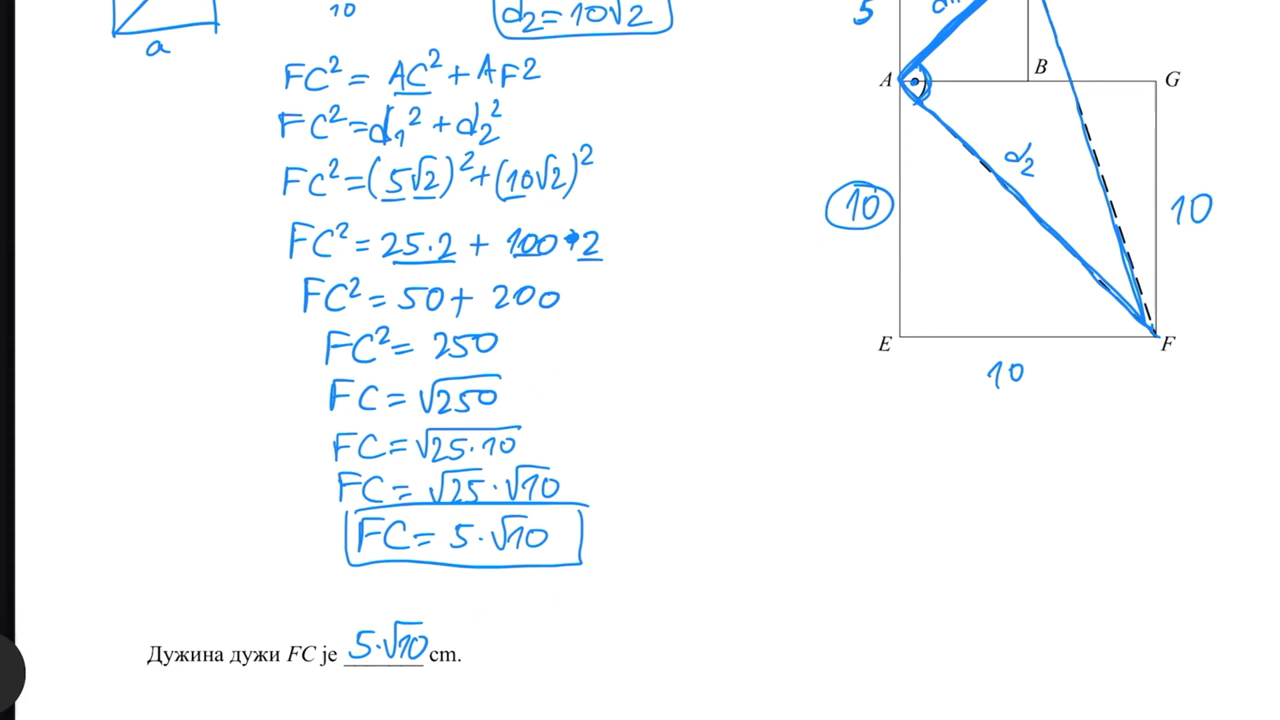 a
10
d₂=10√2
FC² = AC² + AF2
FC² = d₁² + d₂²
FC² = (5√2)² + (10√2)²
FC² = 25·2 + 100·2
FC² = 50 + 200
FC² = 250
FC = √250
FC = √25·10
FC = √25 · √10
FC = 5·√10
Дужина дужи FC је 5·√10 cm.
5
A
B
G
d₂
10
10
E
F
10